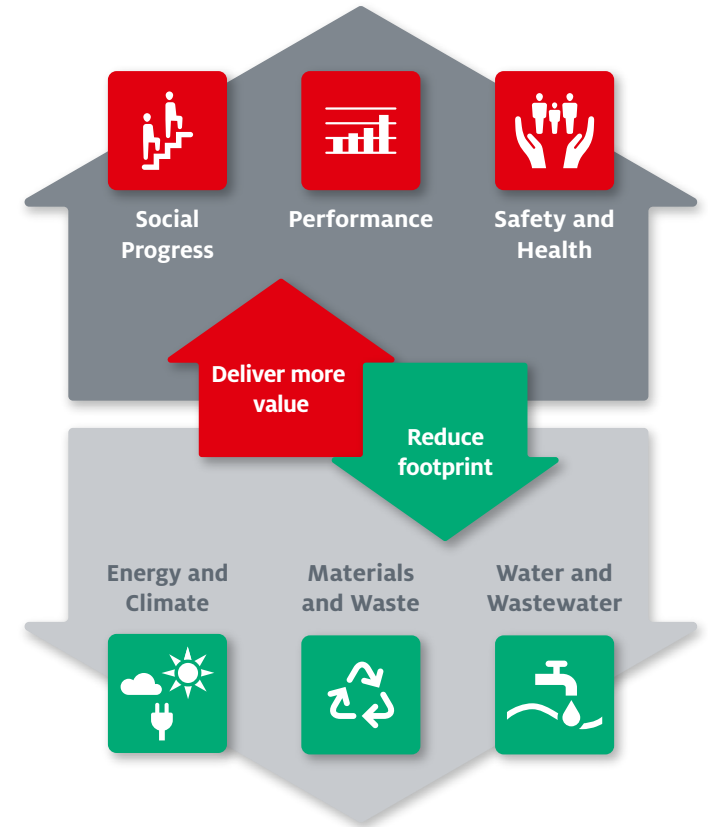 Social
Progress
Performance
Safety and
Health
Deliver more
value
Reduce
footprint
Energy and
Climate
Materials
and Waste
Water and
Wastewater